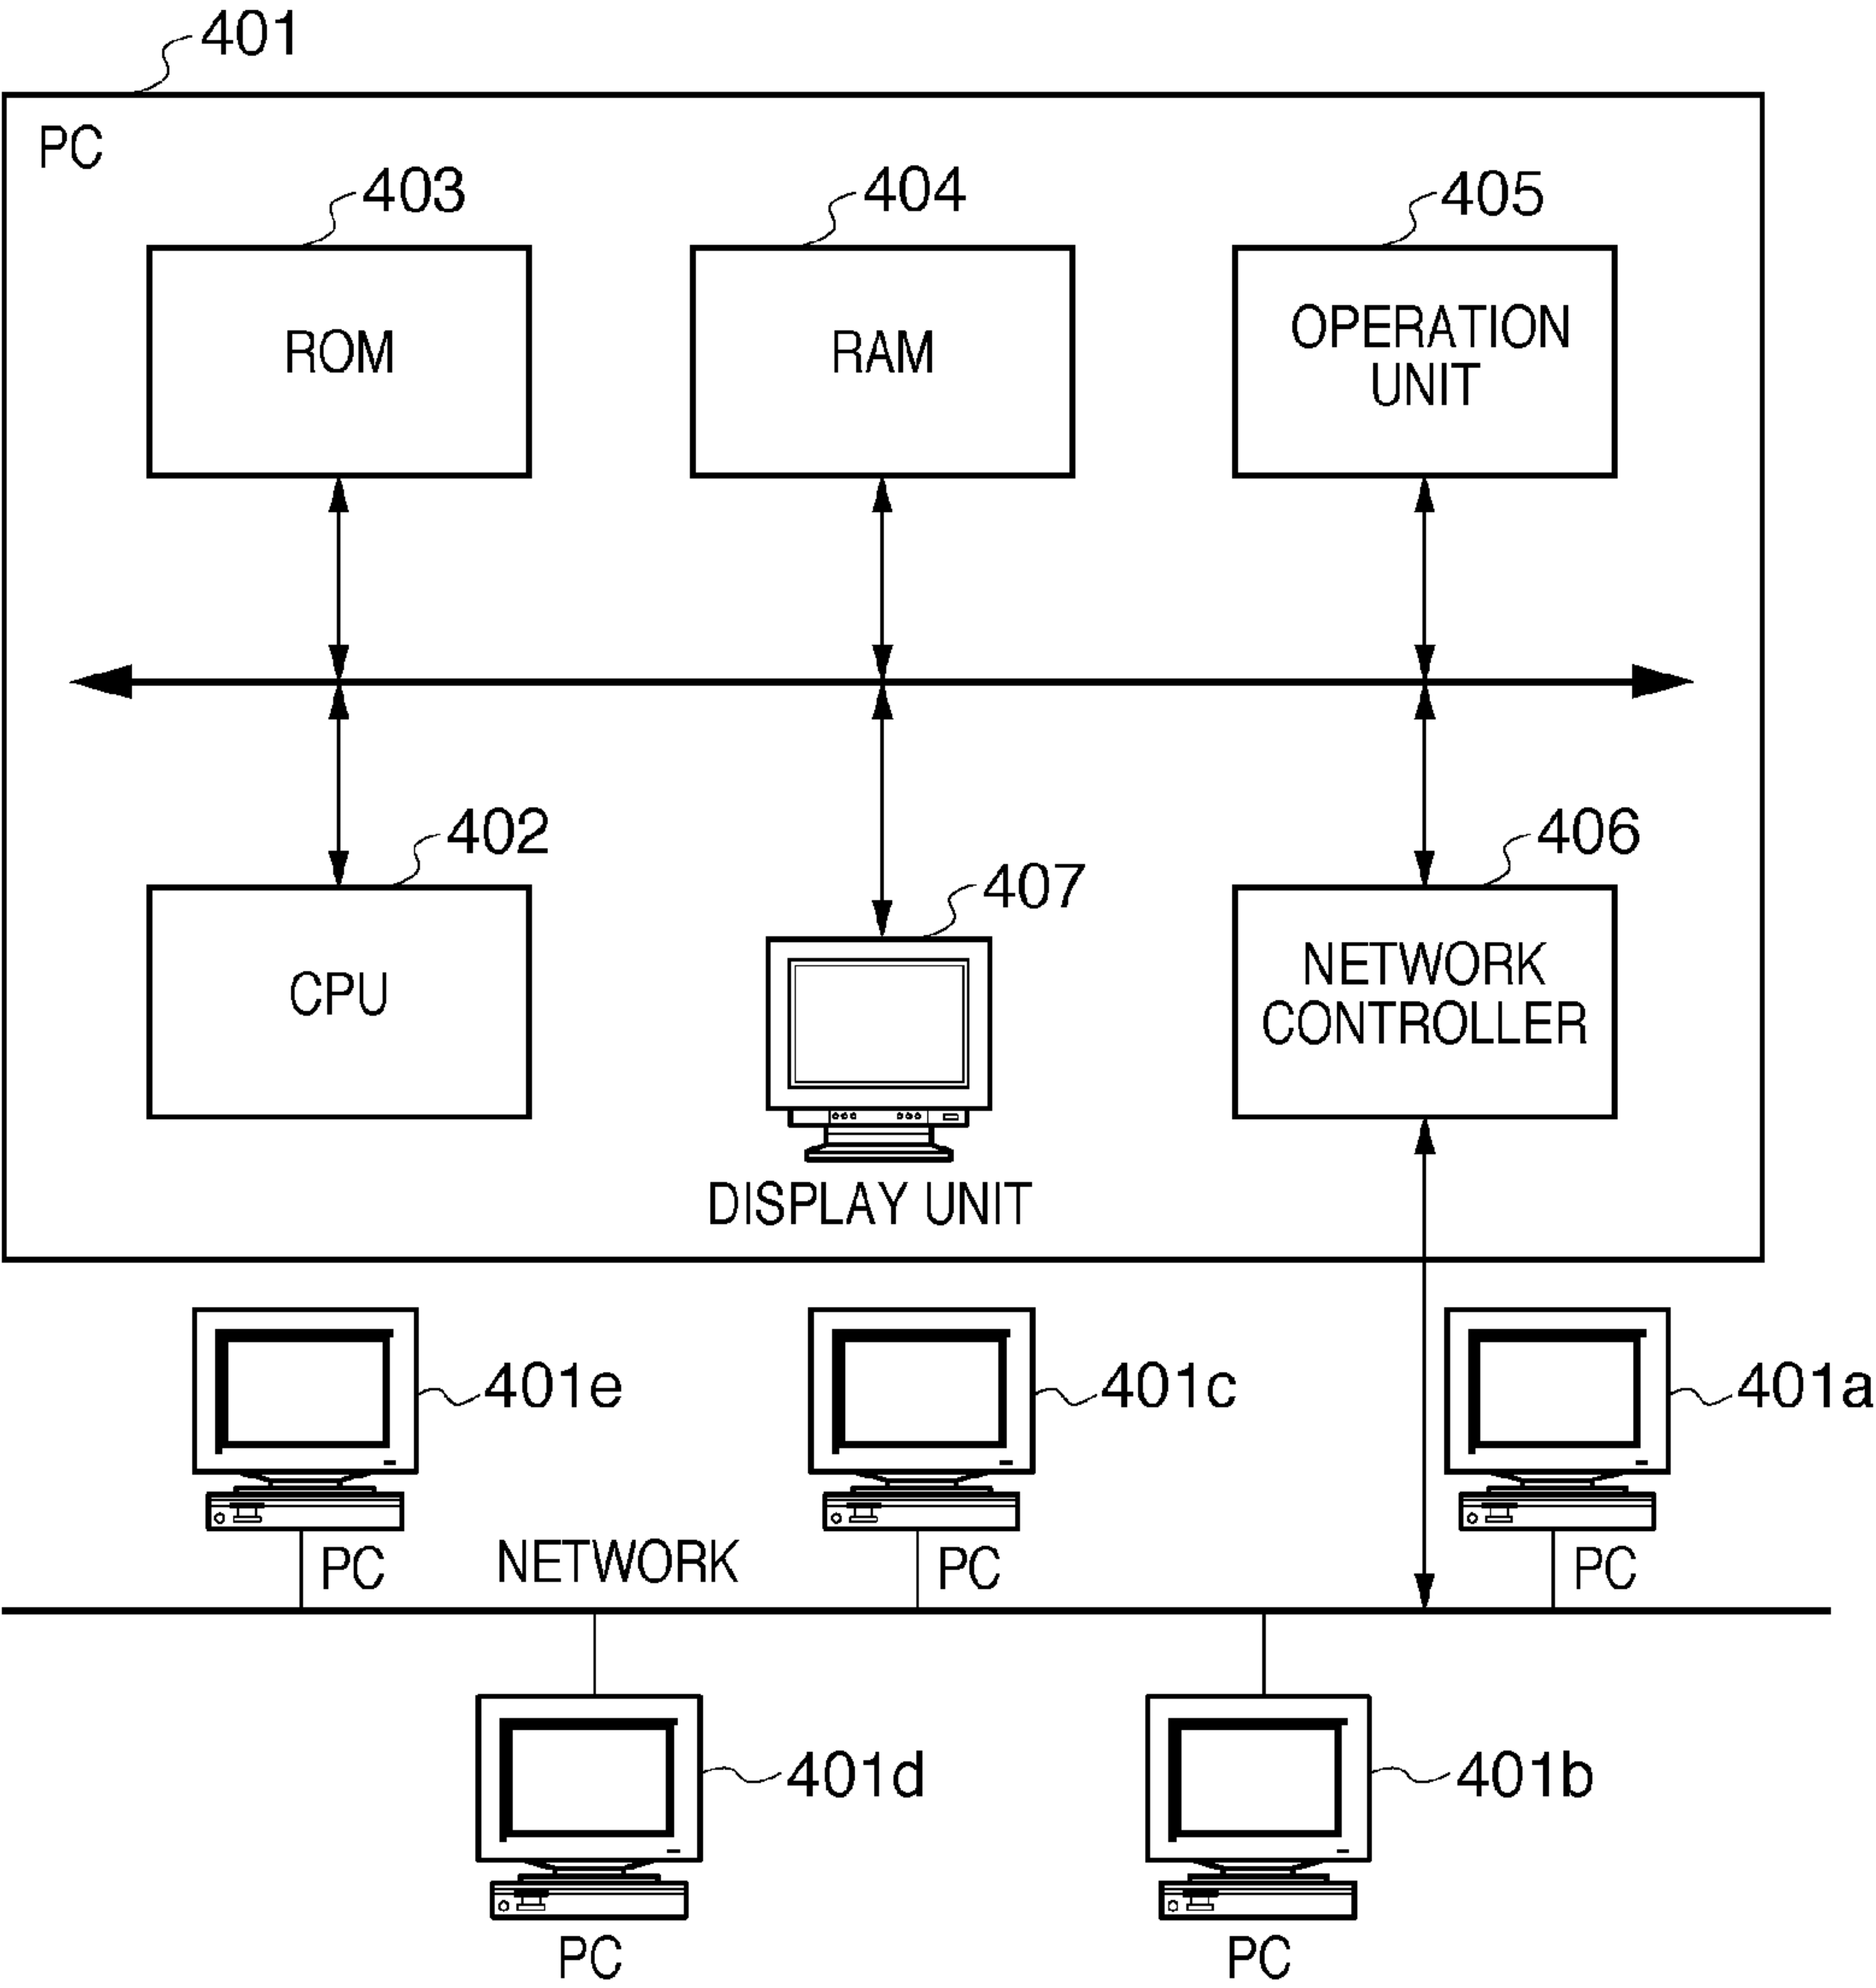 401
PC
403
404
405
ROM
RAM
OPERATION
UNIT
402
407
406
CPU
NETWORK
CONTROLLER
DISPLAY UNIT
401e
401c
401a
PC
NETWORK
PC
PC
401d
401b
PC
PC